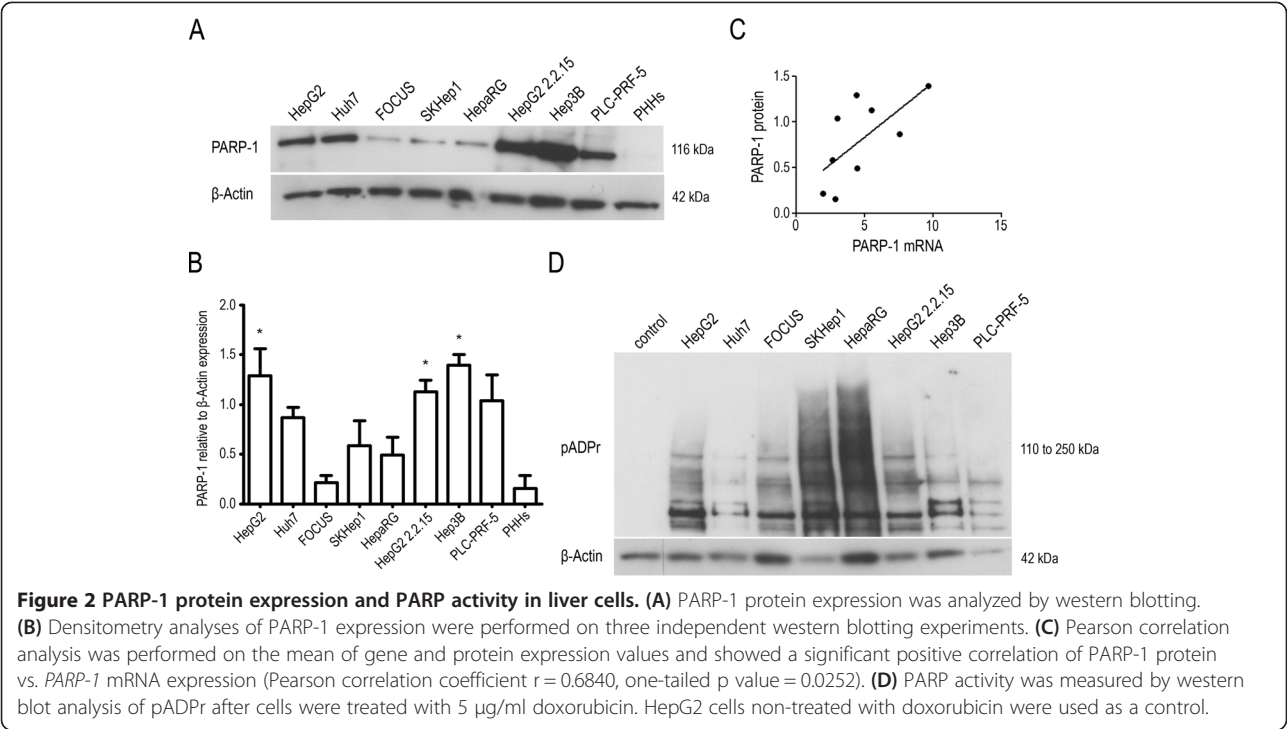 A
HepG2 Huh7 FOCUS SKHep1 HepaRG HepG2 2.2.15 Hep3B PLC-PRF-5 PHHs
PARP-1 116 kDa
β-Actin 42 kDa
C
1.5
1.0
0.5
0.0
PARP-1 protein
0 5 10 15
PARP-1 mRNA
B
2.0
1.5
1.0
0.5
0.0
PARP-1 relative to β-Actin expression
* * *
HepG2 Huh7 FOCUS SKHep1 HepaRG HepG2 2.2.15 Hep3B PLC-PRF-5 PHHs
D
control HepG2 Huh7 FOCUS SKHep1 HepaRG HepG2 2.2.15 Hep3B PLC-PRF-5
pADPr 110 to 250 kDa
β-Actin 42 kDa
Figure 2 PARP-1 protein expression and PARP activity in liver cells. (A) PARP-1 protein expression was analyzed by western blotting.
(B) Densitometry analyses of PARP-1 expression were performed on three independent western blotting experiments. (C) Pearson correlation
analysis was performed on the mean of gene and protein expression values and showed a significant positive correlation of PARP-1 protein
vs. PARP-1 mRNA expression (Pearson correlation coefficient r = 0.6840, one-tailed p value = 0.0252). (D) PARP activity was measured by western
blot analysis of pADPr after cells were treated with 5 μg/ml doxorubicin. HepG2 cells non-treated with doxorubicin were used as a control.